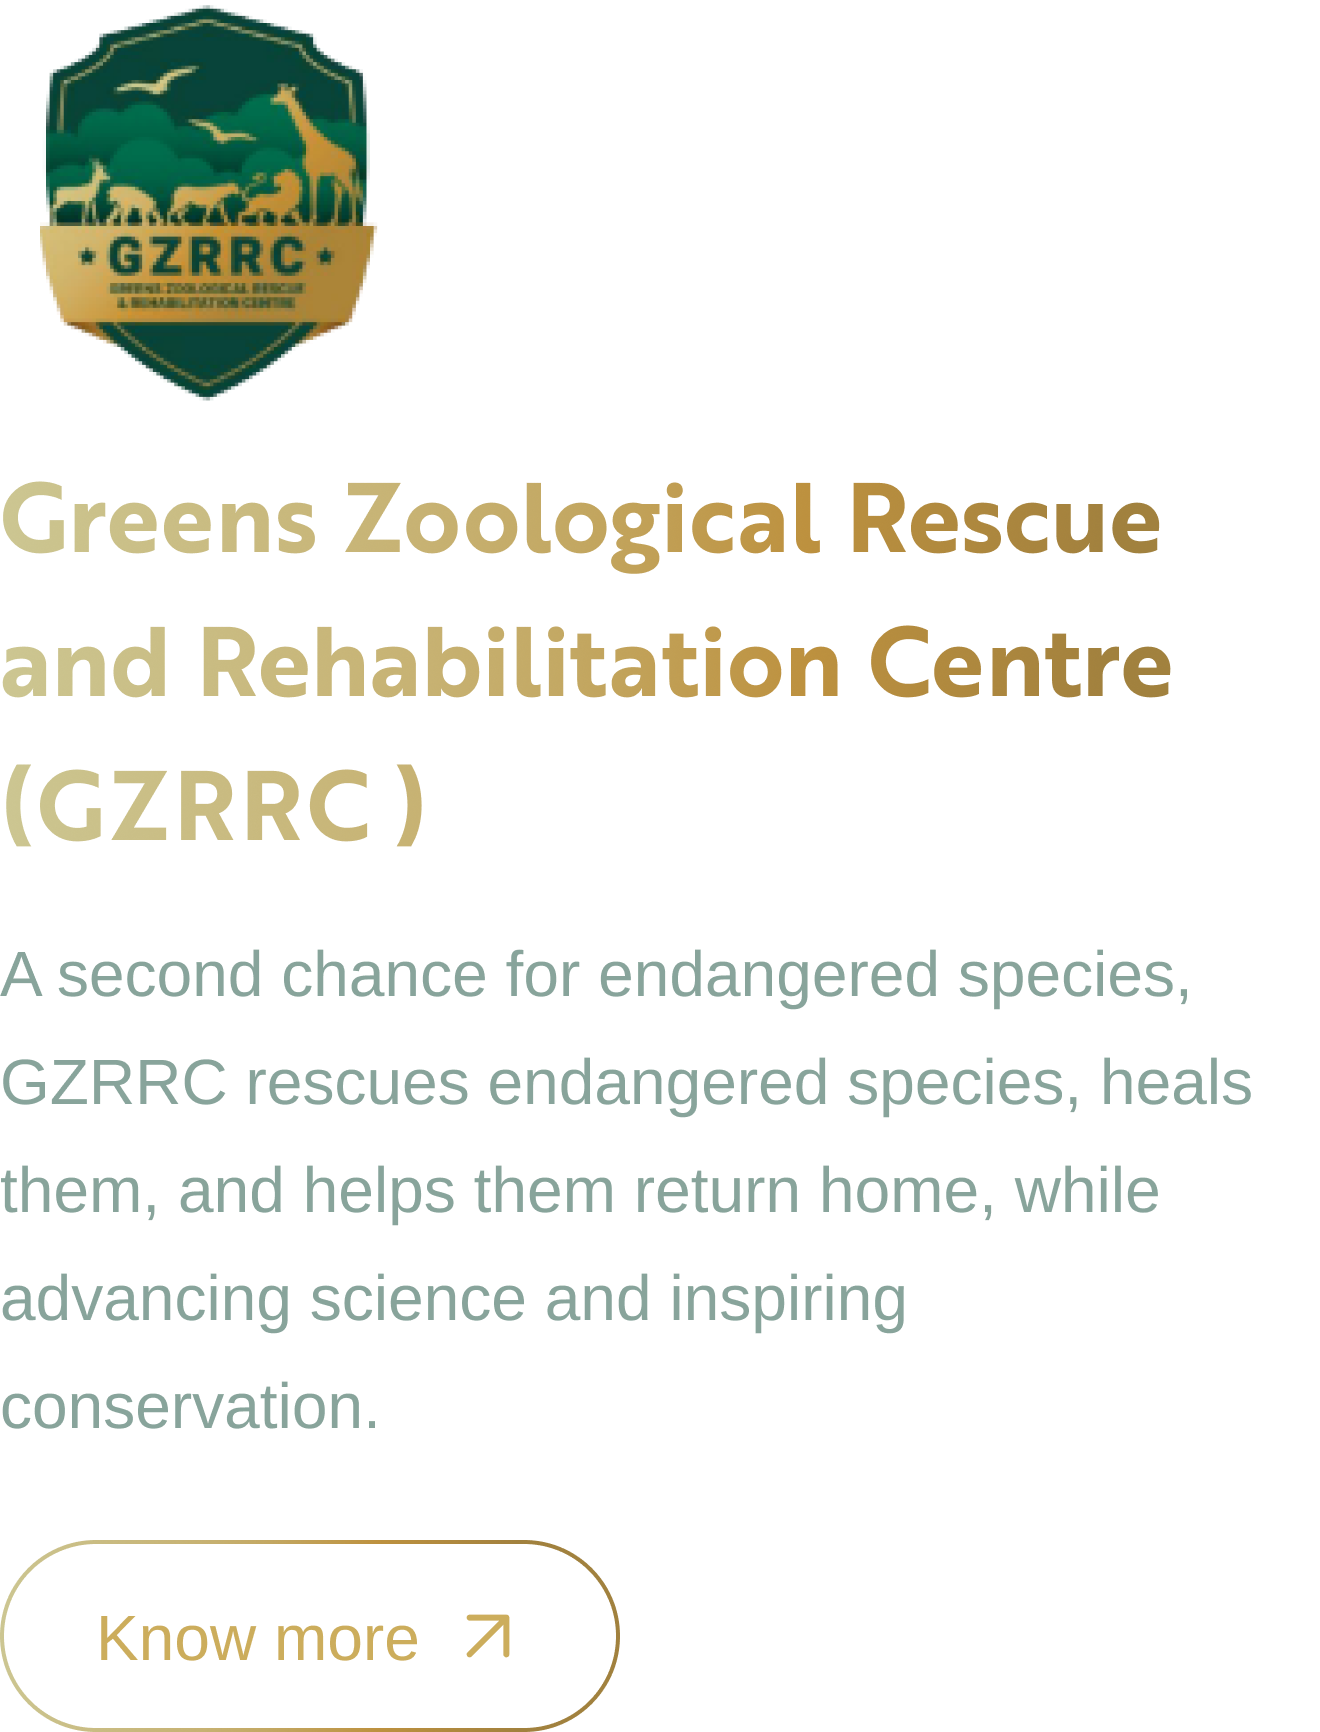 GZRRC
GREENS ZOOLOGICAL RESCUE
& REHABILITATION CENTRE
Greens Zoological Rescue
and Rehabilitation Centre
(GZRRC )
A second chance for endangered species,
GZRRC rescues endangered species, heals
them, and helps them return home, while
advancing science and inspiring
conservation.
Know more